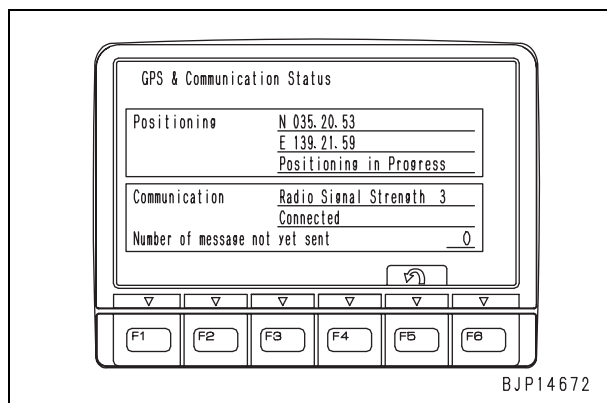 GPS & Communication Status
Positioning N 035.20.53
E 139.21.59
Positioning in Progress
Communication Radio Signal Strength 3
Connected
Number of message not yet sent 0
F1 F2 F3 F4 F5 F6
BJP14672